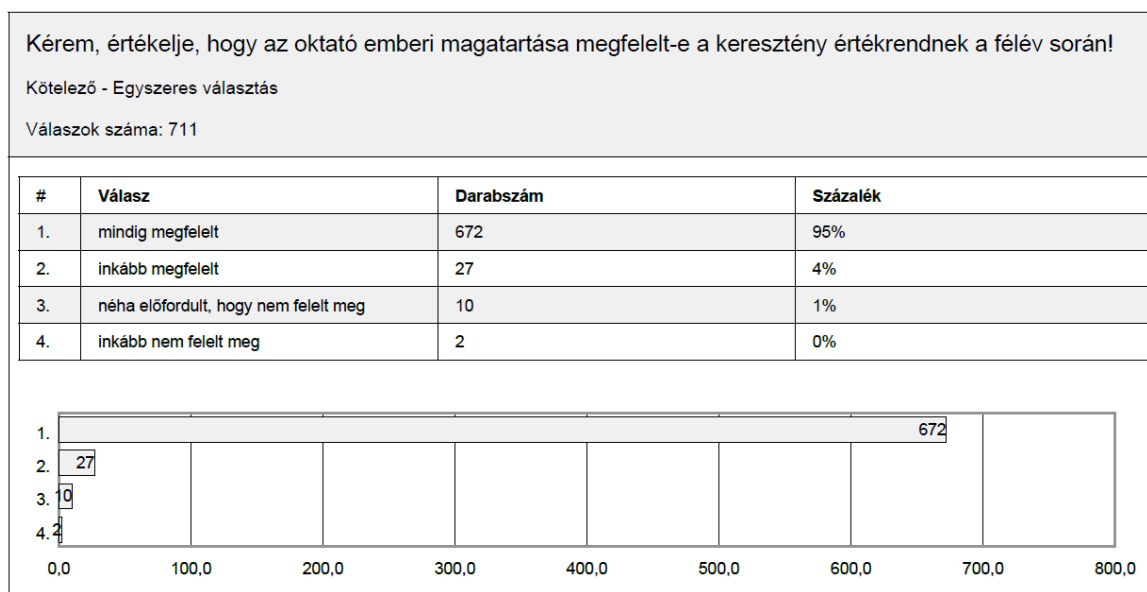 Kérem, értékelje, hogy az oktató emberi magatartása megfelelt-e a keresztény értékrendnek a félév során!
Kötelező - Egyszeres választás
Válaszok száma: 711
# Válasz Darabszám Százalék
1. mindig megfelelt 672 95%
2. inkább megfelelt 27 4%
3. néha előfordult, hogy nem felelt meg 10 1%
4. inkább nem felelt meg 2 0%
1. 672
2. 27
3. 10
4. 2
0,0 100,0 200,0 300,0 400,0 500,0 600,0 700,0 800,0